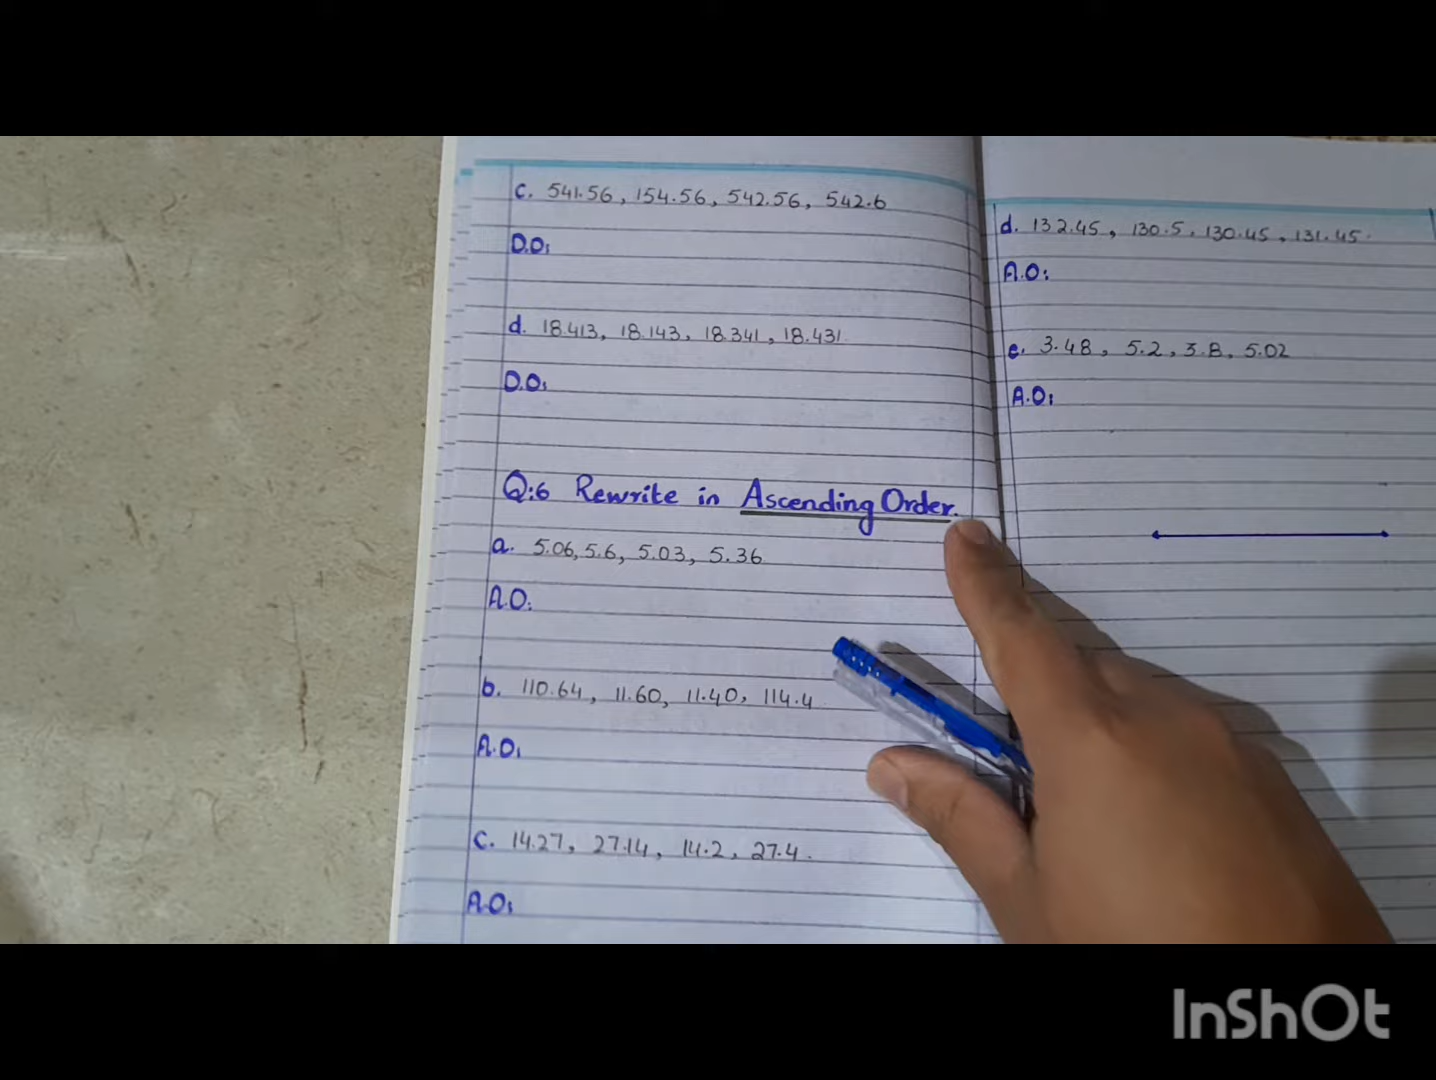 c. 541.56, 154.56, 542.56, 542.6
D.O:
d. 18.413, 18.143, 18.341, 18.431
D.O:
Q:6 Rewrite in Ascending Order.
a. 5.06, 5.6, 5.03, 5.36
A.O:
b. 110.64, 11.60, 11.40, 114.4
A.O:
c. 14.27, 27.14, 14.2, 27.4.
A.O:
d. 132.45, 130.5, 130.45, 131.45.
A.O:
e. 3.48, 5.2, 3.8, 5.02
A.O:
InShOt